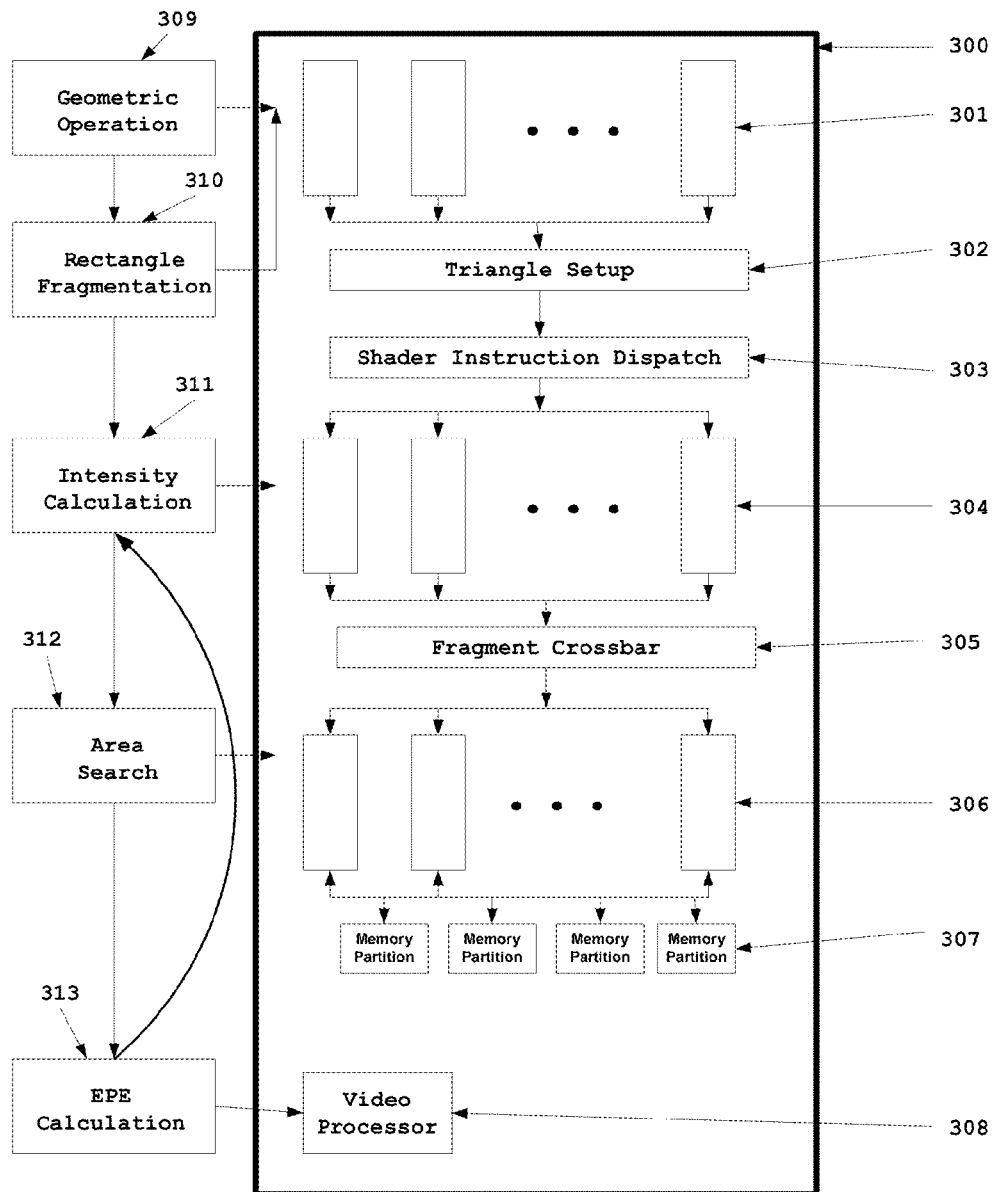 309
300
Geometric
Operation
301
310
Rectangle
Fragmentation
302
Triangle Setup
Shader Instruction Dispatch
303
311
Intensity
Calculation
304
312
Fragment Crossbar
305
Area
Search
306
Memory
Partition
Memory
Partition
Memory
Partition
Memory
Partition
307
313
EPE
Calculation
Video
Processor
308